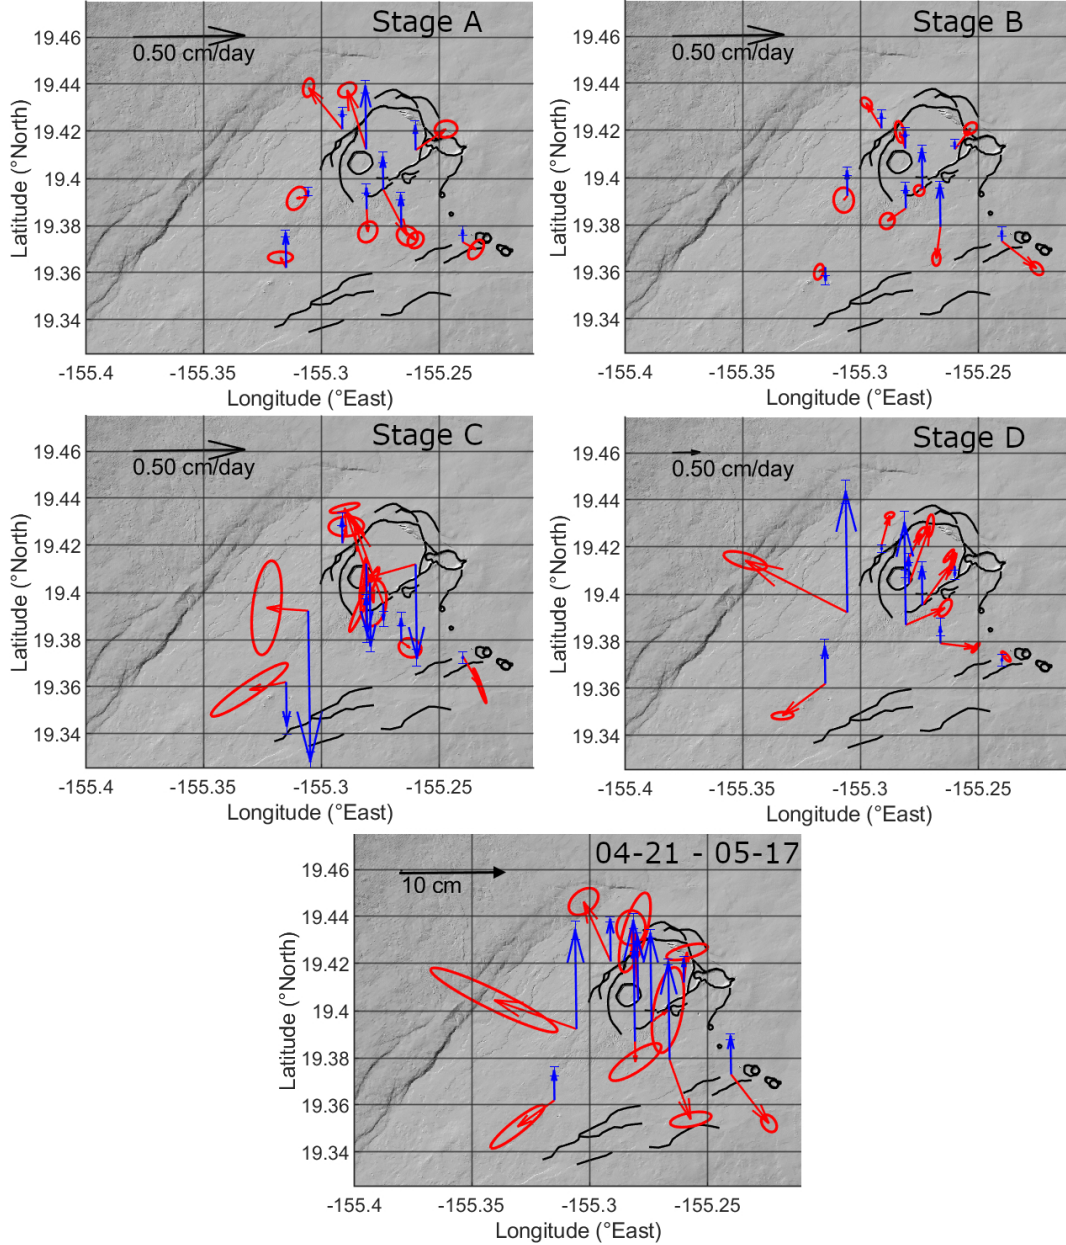 Stage A
0.50 cm/day
19.46
19.44
19.42
19.4
19.38
19.36
19.34
Latitude (°North)
-155.4
-155.35
-155.3
-155.25
Longitude (°East)
Stage B
0.50 cm/day
19.46
19.44
19.42
19.4
19.38
19.36
19.34
Latitude (°North)
-155.4
-155.35
-155.3
-155.25
Longitude (°East)
Stage C
0.50 cm/day
19.46
19.44
19.42
19.4
19.38
19.36
19.34
Latitude (°North)
-155.4
-155.35
-155.3
-155.25
Longitude (°East)
Stage D
0.50 cm/day
19.46
19.44
19.42
19.4
19.38
19.36
19.34
Latitude (°North)
-155.4
-155.35
-155.3
-155.25
Longitude (°East)
04-21 - 05-17
10 cm
19.46
19.44
19.42
19.4
19.38
19.36
19.34
Latitude (°North)
-155.4
-155.35
-155.3
-155.25
Longitude (°East)